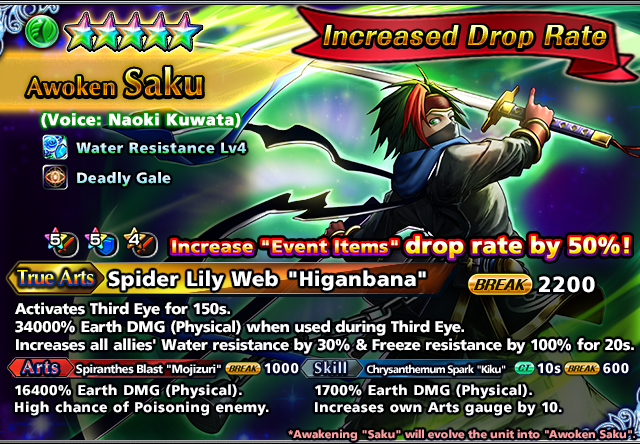 Increased Drop Rate
Awoken Saku
(Voice: Naoki Kuwata)
Water Resistance Lv4
Deadly Gale
5 5 4 Increase "Event Items" drop rate by 50%!
True Arts Spider Lily Web "Higanbana" BREAK 2200
Activates Third Eye for 150s.
34000% Earth DMG (Physical) when used during Third Eye.
Increases all allies' Water resistance by 30% & Freeze resistance by 100% for 20s.
Arts Spiranthes Blast "Mojizuri" BREAK 1000
16400% Earth DMG (Physical).
High chance of Poisoning enemy.
Skill Chrysanthemum Spark "Kiku" CT 10s BREAK 600
1700% Earth DMG (Physical).
Increases own Arts gauge by 10.
*Awakening "Saku" will evolve the unit into "Awoken Saku".